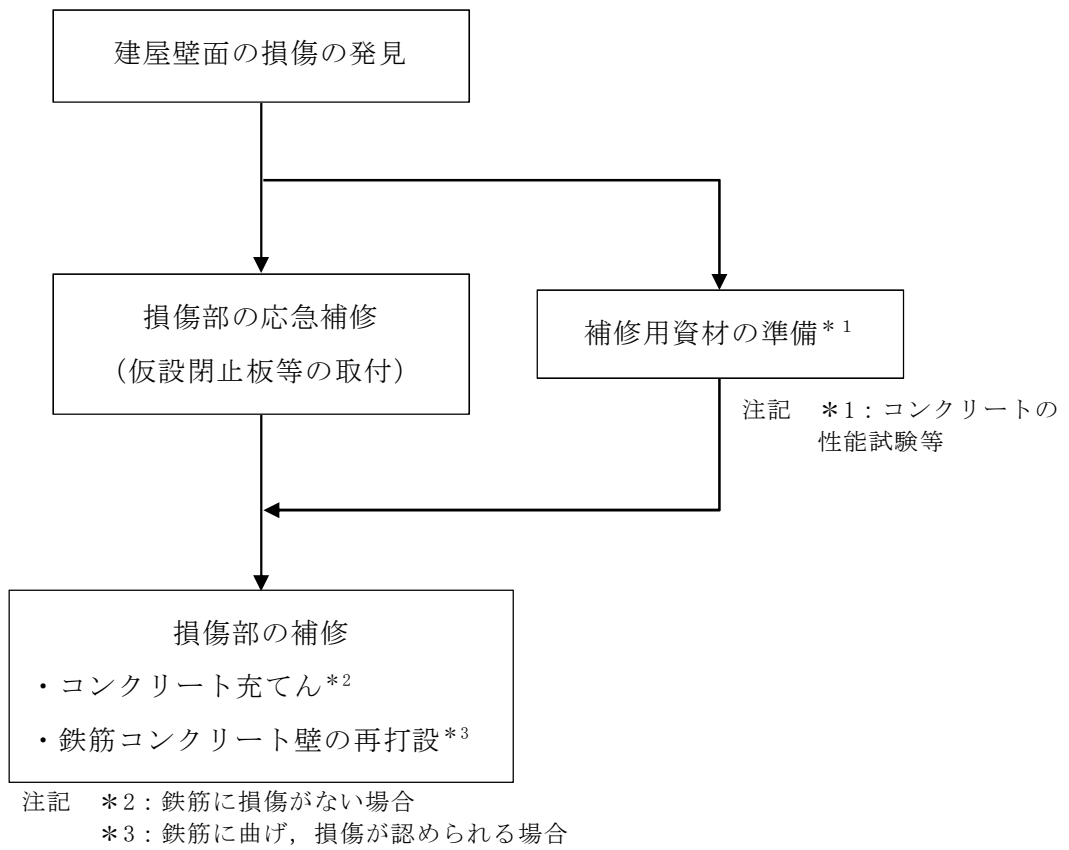 建屋壁面の損傷の発見
損傷部の応急補修
（仮設閉止板等の取付）
補修用資材の準備＊１
注記　＊1：コンクリートの
性能試験等
損傷部の補修
・コンクリート充てん＊2
・鉄筋コンクリート壁の再打設＊3
注記　＊2：鉄筋に損傷がない場合
＊3：鉄筋に曲げ，損傷が認められる場合